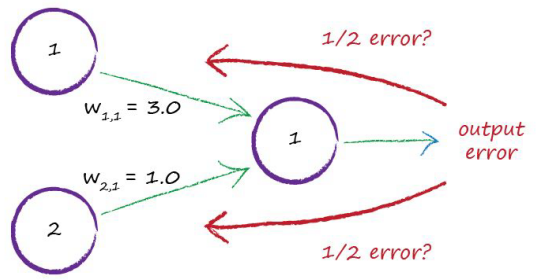 1
1/2 error?
w1,1 = 3.0
1
output
error
w2,1 = 1.0
2
1/2 error?